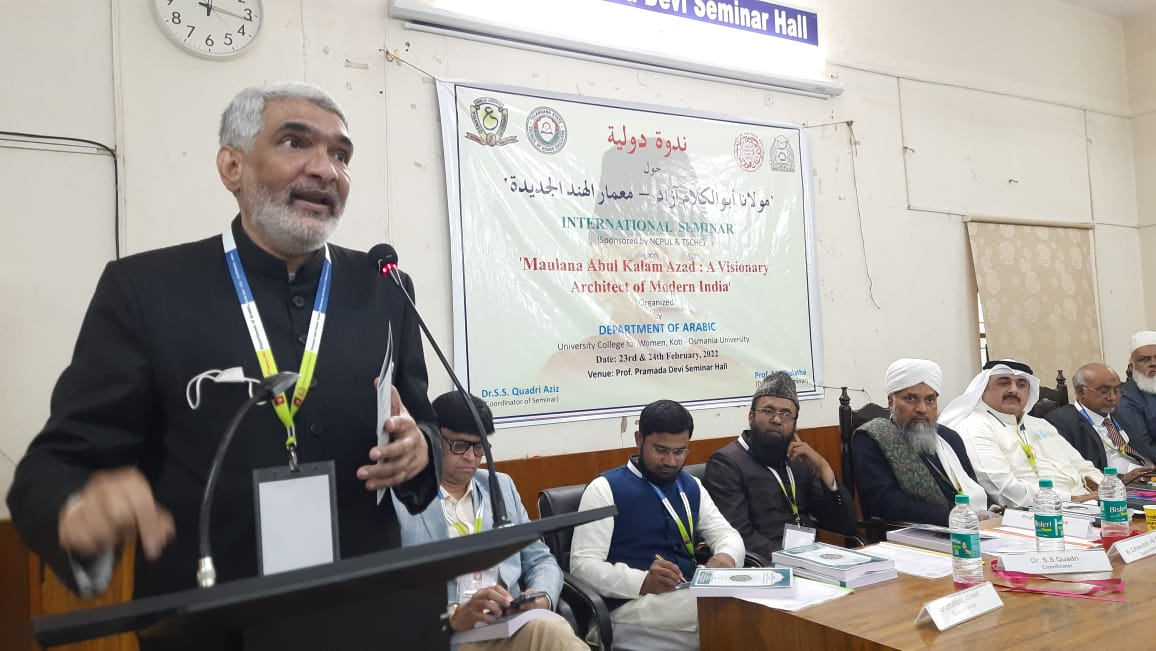 Devi Seminar Hall
ندوة دولية
حول
'مولانا أبو الكلام آزاد – معمار الهند الجديدة'
INTERNATIONAL SEMINAR
(Sponsored by NCPUL & TSCHE)
on
'Maulana Abul Kalam Azad : A Visionary
Architect of Modern India'
Organized
by
DEPARTMENT OF ARABIC
University College for Women, Koti - Osmania University
Date: 23rd & 24th February, 2022
Venue: Prof. Pramada Devi Seminar Hall
Dr.S.S. Quadri Aziz
Coordinator of Seminar)
Prof.
Bisleri
Dr. S.S Quadri
Coordinator